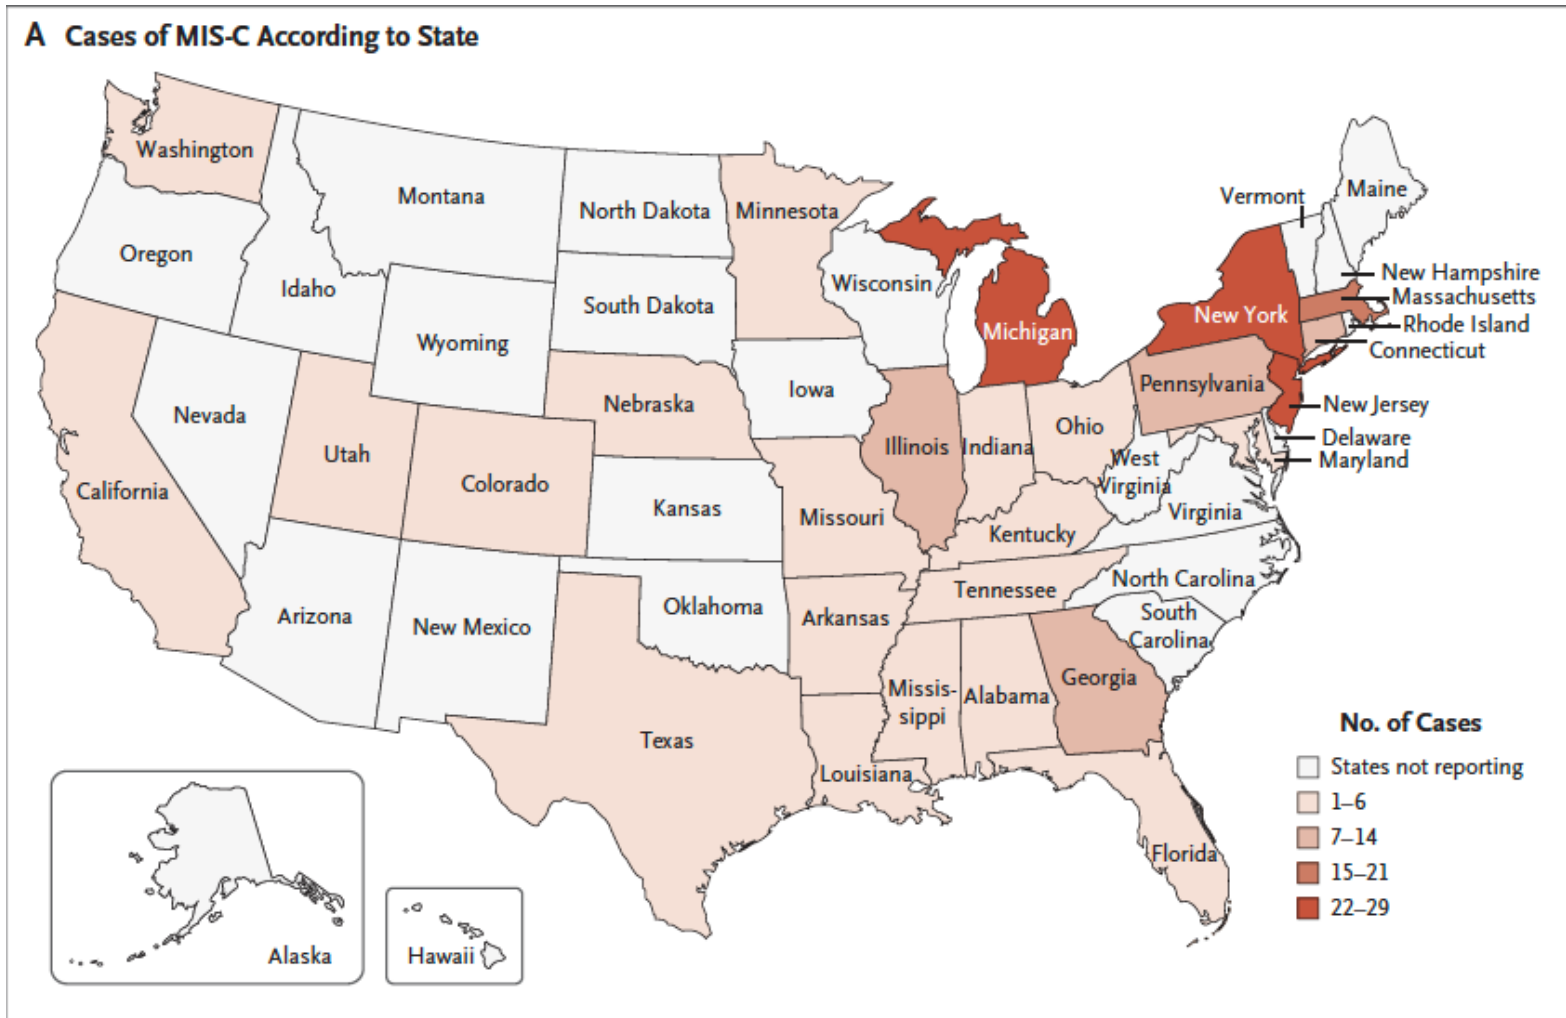 A Cases of MIS-C According to State
Washington
Montana
North Dakota
Minnesota
Vermont
Maine
Oregon
Idaho
Wisconsin
New Hampshire
Massachusetts
South Dakota
Michigan
New York
Rhode Island
Wyoming
Connecticut
Iowa
Pennsylvania
Nebraska
New Jersey
Nevada
Ohio
Delaware
Utah
Illinois
Indiana
Maryland
California
Colorado
West
Virginia
Kansas
Missouri
Virginia
Kentucky
North Carolina
Tennessee
Oklahoma
Arkansas
South
Carolina
Arizona
New Mexico
Georgia
Missis-
sippi
Alabama
Texas
Louisiana
Florida
Alaska
Hawaii
No. of Cases
States not reporting
1–6
7–14
15–21
22–29